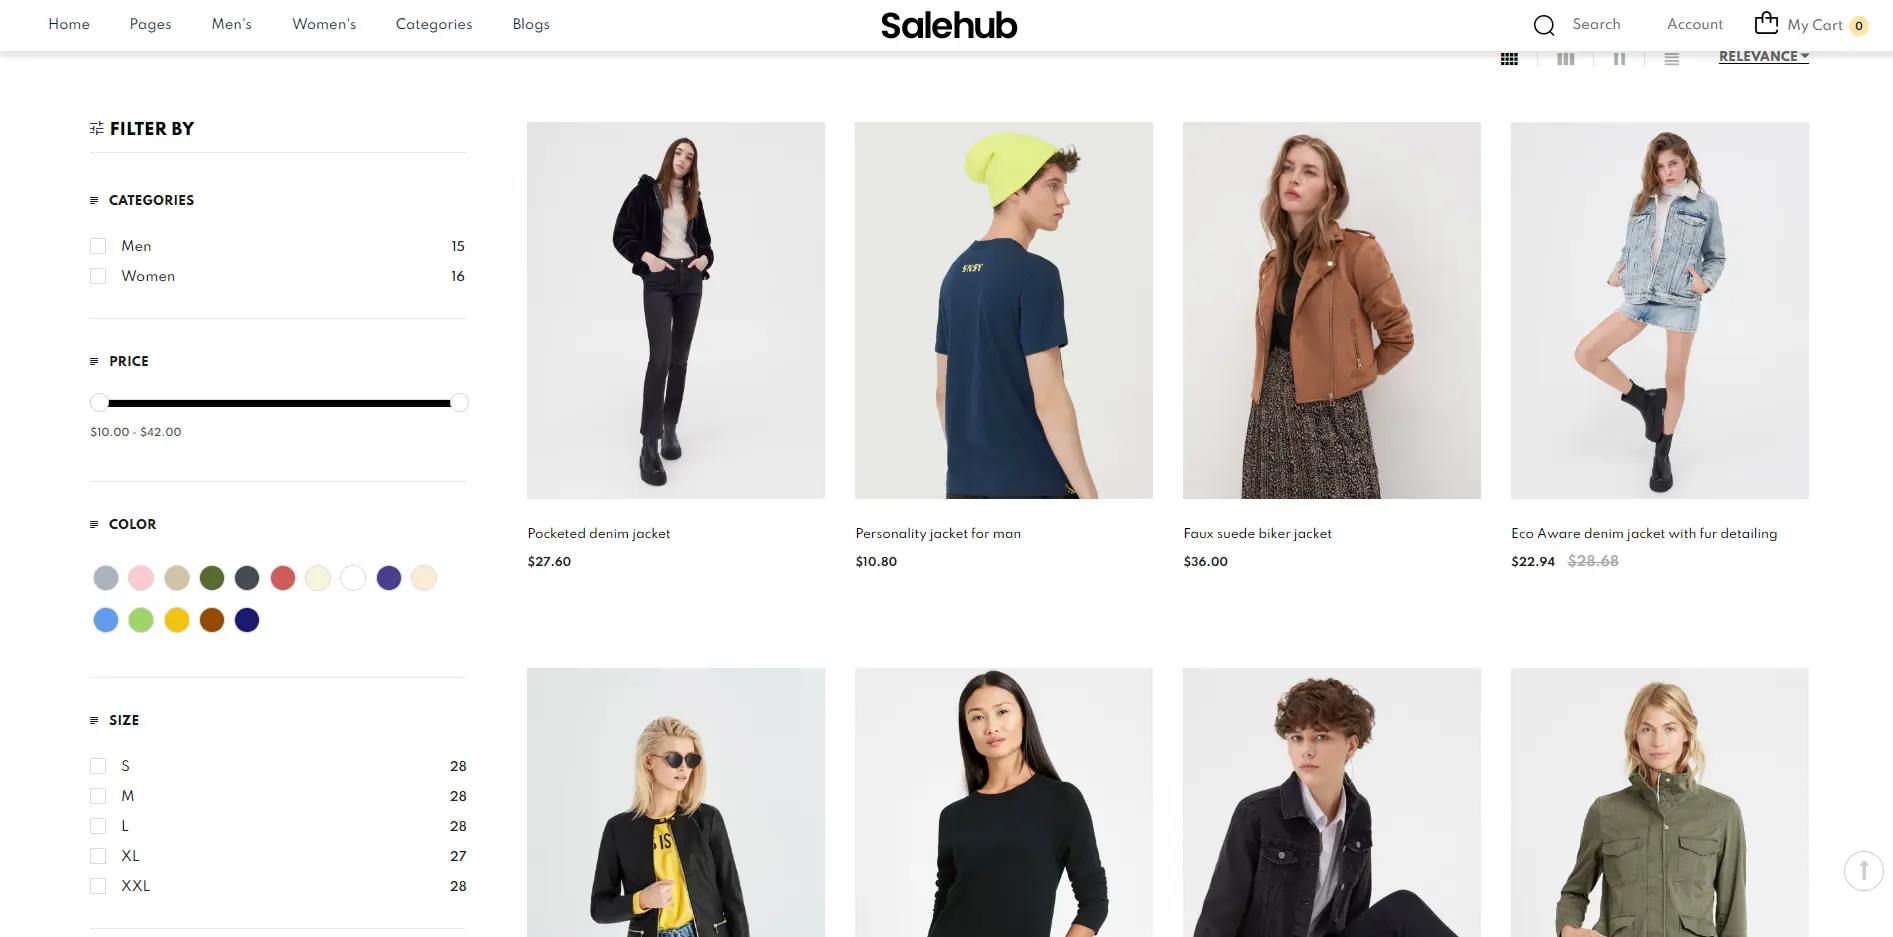 Home Pages Men's Women's Categories Blogs Salehub Search Account My Cart 0
RELEVANCE
FILTER BY
CATEGORIES
Men 15
Women 16
PRICE
$10.00 - $42.00
COLOR
SIZE
S 28
M 28
L 28
XL 27
XXL 28
SNSY
Pocketed denim jacket
$27.60
Personality jacket for man
$10.80
Faux suede biker jacket
$36.00
Eco Aware denim jacket with fur detailing
$22.94 $28.68
IS